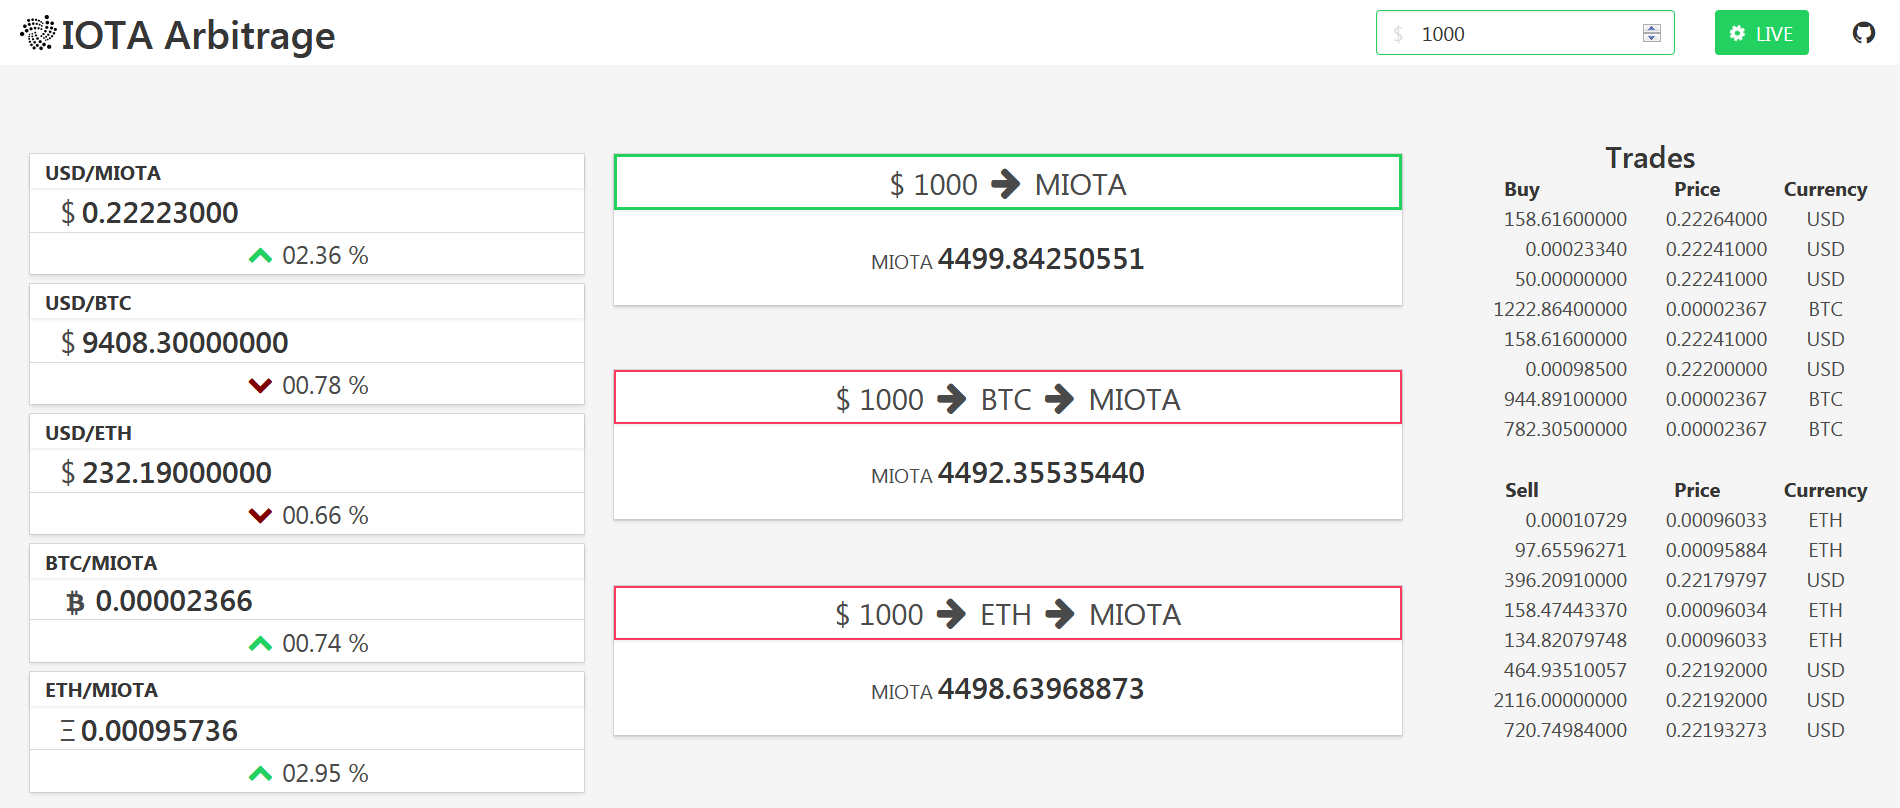 IOTA Arbitrage
$ 1000
LIVE
USD/MIOTA
$ 0.22223000
02.36 %
USD/BTC
$ 9408.30000000
00.78 %
USD/ETH
$ 232.19000000
00.66 %
BTC/MIOTA
₿ 0.00002366
00.74 %
ETH/MIOTA
Ξ 0.00095736
02.95 %
$ 1000 → MIOTA
MIOTA 4499.84250551
$ 1000 → BTC → MIOTA
MIOTA 4492.35535440
$ 1000 → ETH → MIOTA
MIOTA 4498.63968873
Trades
Buy Price Currency
158.61600000 0.22264000 USD
0.00023340 0.22241000 USD
50.00000000 0.22241000 USD
1222.86400000 0.00002367 BTC
158.61600000 0.22241000 USD
0.00098500 0.22200000 USD
944.89100000 0.00002367 BTC
782.30500000 0.00002367 BTC
Sell Price Currency
0.00010729 0.00096033 ETH
97.65596271 0.00095884 ETH
396.20910000 0.22179797 USD
158.47443370 0.00096034 ETH
134.82079748 0.00096033 ETH
464.93510057 0.22192000 USD
2116.00000000 0.22192000 USD
720.74984000 0.22193273 USD